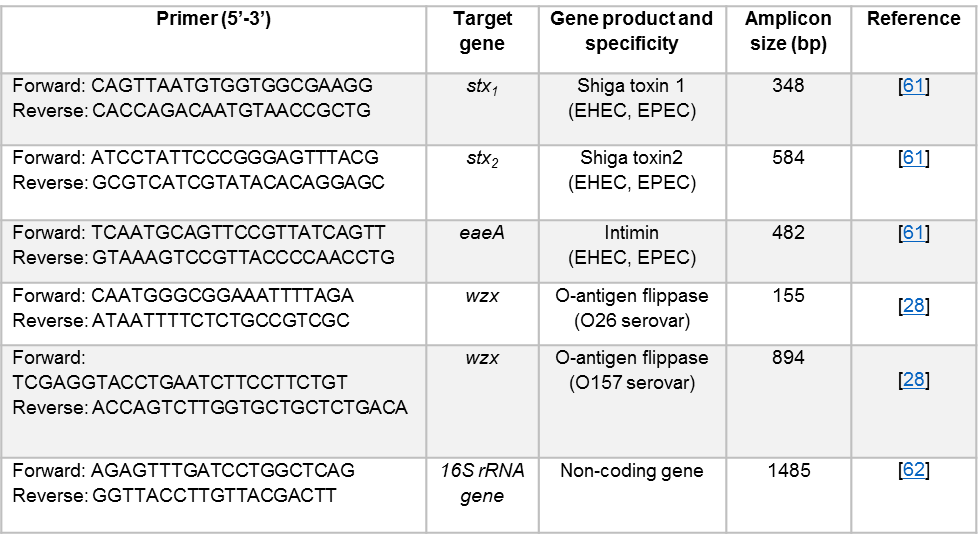 Primer (5'-3') Target gene Gene product and specificity Amplicon size (bp) Reference
Forward: CAGTTAATGTGGTGGCGAAGG stx1 Shiga toxin 1 348 [61]
Reverse: CACCAGACAATGTAACCGCTG (EHEC, EPEC)
Forward: ATCCTATTCCCGGGAGTTTACG stx2 Shiga toxin2 584 [61]
Reverse: GCGTCATCGTATACACAGGAGC (EHEC, EPEC)
Forward: TCAATGCAGTTCCGTTATCAGTT eaeA Intimin 482 [61]
Reverse: GTAAAGTCCGTTACCCCAACCTG (EHEC, EPEC)
Forward: CAATGGGCGGAAATTTTAGA wzx O-antigen flippase 155 [28]
Reverse: ATAATTTTCTCTGCCGTCGC (O26 serovar)
Forward: wzx O-antigen flippase 894
TCGAGGTACCTGAATCTTCCTTCTGT (O157 serovar) [28]
Reverse: ACCAGTCTTGGTGCTGCTCTGACA
Forward: AGAGTTTGATCCTGGCTCAG 16S rRNA Non-coding gene 1485 [62]
Reverse: GGTTACCTTGTTACGACTT gene